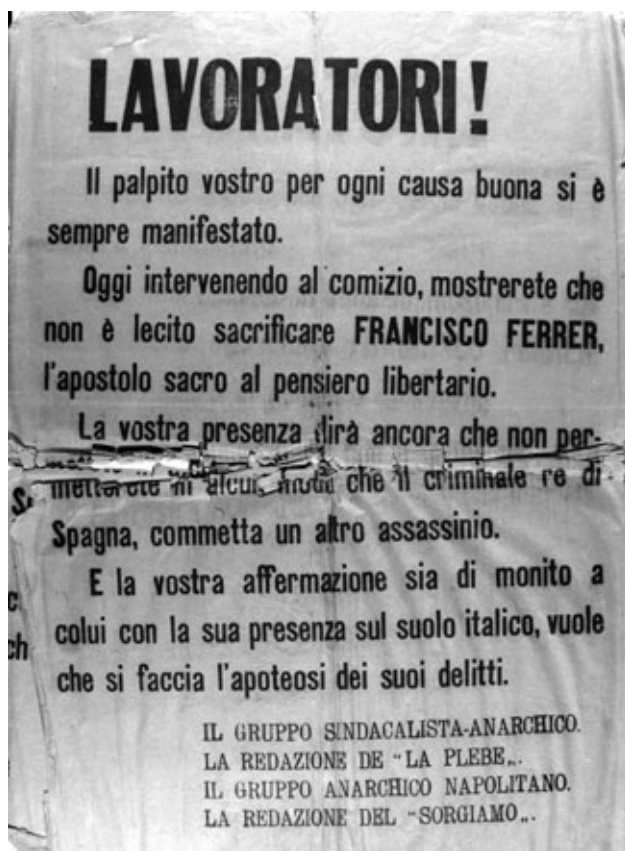 LAVORATORI!
Il palpito vostro per ogni causa buona si è
sempre manifestato.
Oggi intervenendo al comizio, mostrerete che
non è lecito sacrificare FRANCISCO FERRER,
l'apostolo sacro al pensiero libertario.
La vostra presenza dirà ancora che non per-
metterete in alcun modo che il criminale re di
Spagna, commetta un altro assassinio.
E la vostra affermazione sia di monito a
colui con la sua presenza sul suolo italico, vuole
che si faccia l'apoteosi dei suoi delitti.
IL GRUPPO SINDACALISTA-ANARCHICO.
LA REDAZIONE DE "LA PLEBE„.
IL GRUPPO ANARCHICO NAPOLITANO.
LA REDAZIONE DEL "SORGIAMO„.